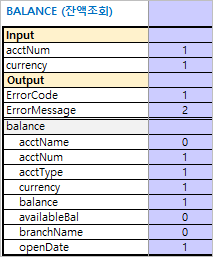 BALANCE (잔액조회)
Input
acctNum 1
currency 1
Output
ErrorCode 1
ErrorMessage 2
balance
acctName 0
acctNum 1
acctType 1
currency 1
balance 1
availableBal 0
branchName 0
openDate 1